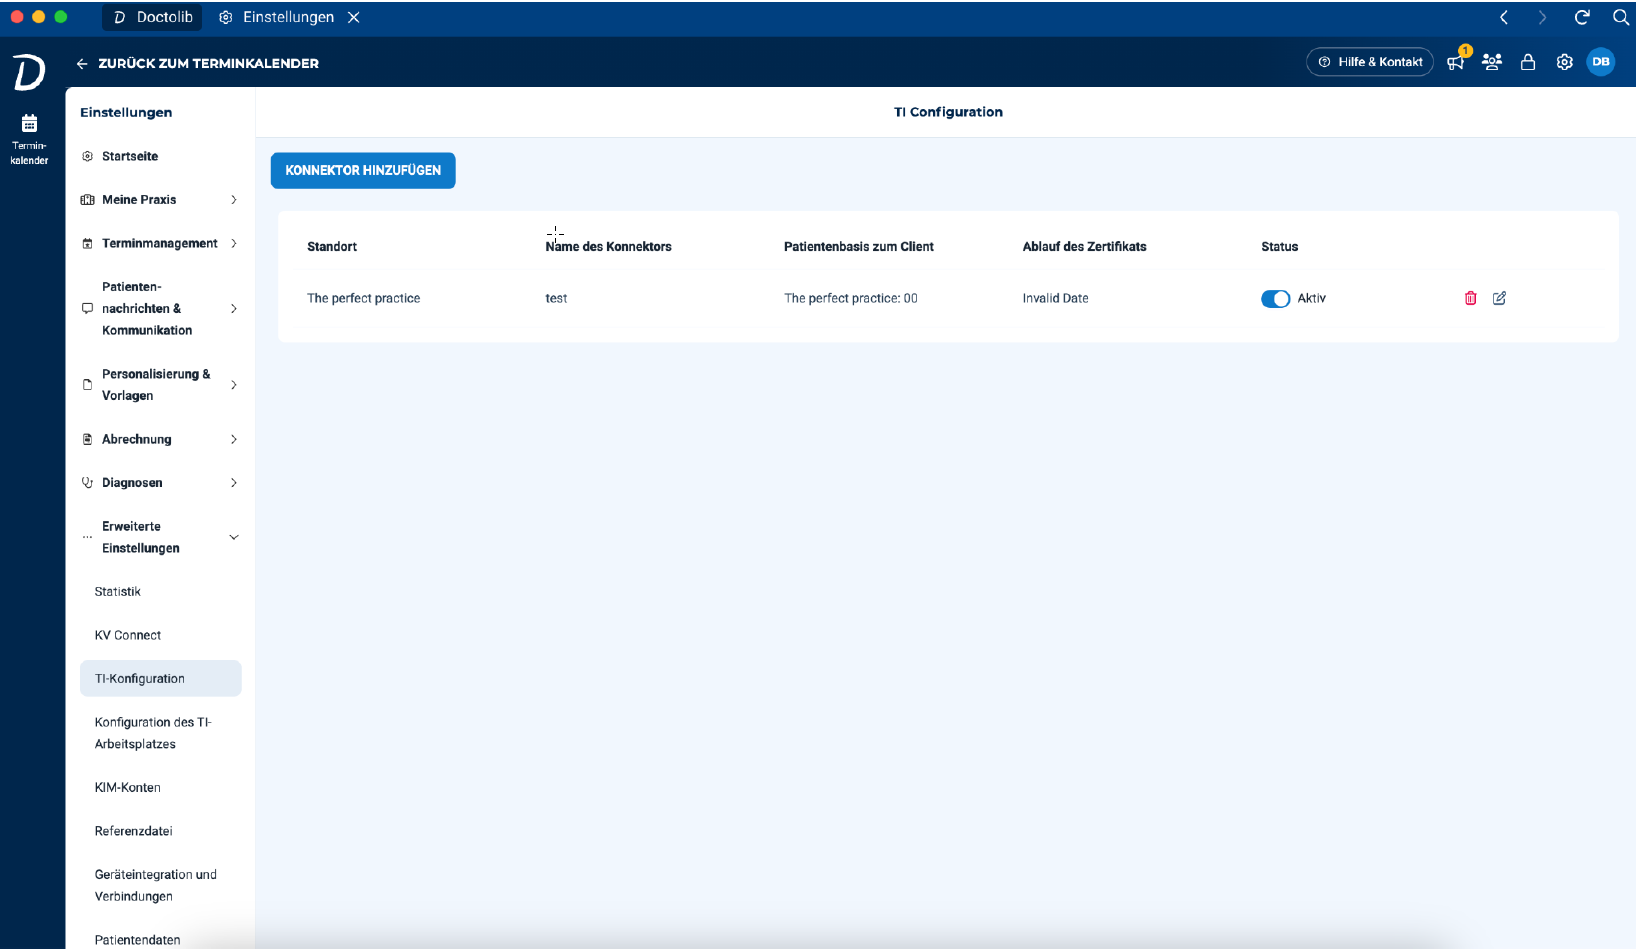 Doctolib
Einstellungen
ZURÜCK ZUM TERMINKALENDER
Hilfe & Kontakt
1
DB
Termin-
kalender
Einstellungen
Startseite
Meine Praxis
Terminmanagement
Patienten-
nachrichten &
Kommunikation
Personalisierung &
Vorlagen
Abrechnung
Diagnosen
Erweiterte
Einstellungen
Statistik
KV Connect
TI-Konfiguration
Konfiguration des TI-
Arbeitsplatzes
KIM-Konten
Referenzdatei
Geräteintegration und
Verbindungen
Patientendaten
TI Configuration
KONNEKTOR HINZUFÜGEN
Standort Name des Konnektors Patientenbasis zum Client Ablauf des Zertifikats Status
The perfect practice test The perfect practice: 00 Invalid Date Aktiv